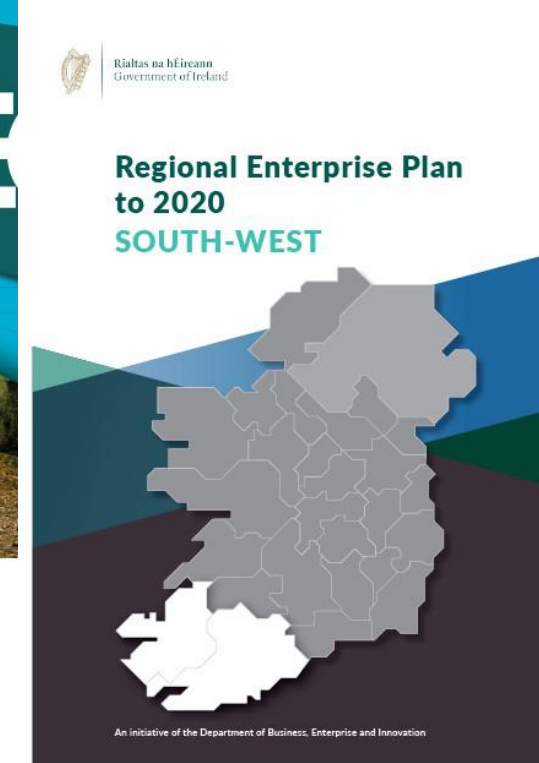 Rialtas na hÉireann
Government of Ireland
Regional Enterprise Plan
to 2020
SOUTH-WEST
An initiative of the Department of Business, Enterprise and Innovation